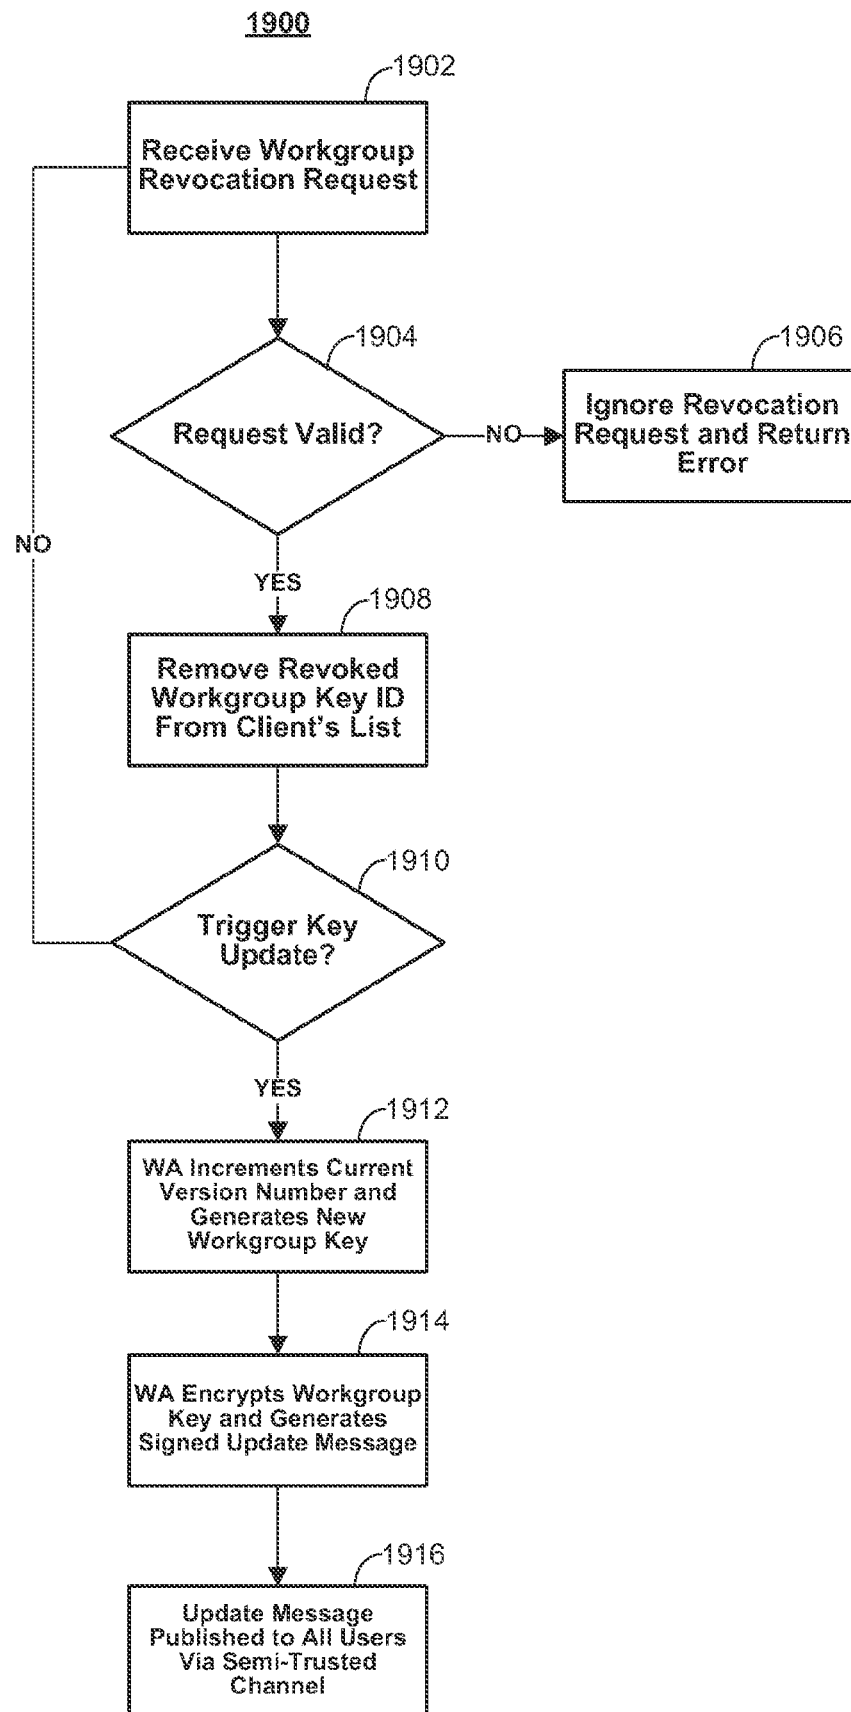 1900
1902
Receive Workgroup
Revocation Request
1904
Request Valid?
NO
1906
Ignore Revocation
Request and Return
Error
NO
YES
1908
Remove Revoked
Workgroup Key ID
From Client's List
1910
Trigger Key
Update?
YES
1912
WA Increments Current
Version Number and
Generates New
Workgroup Key
1914
WA Encrypts Workgroup
Key and Generates
Signed Update Message
1916
Update Message
Published to All Users
Via Semi-Trusted
Channel